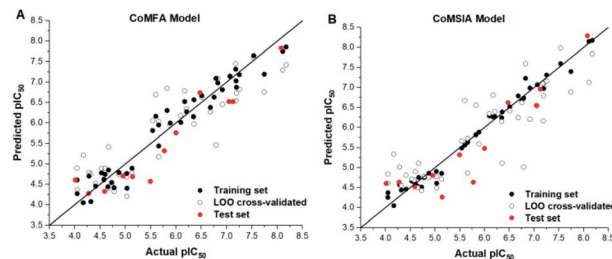 A
CoMFA Model
8.5
8.0
7.5
7.0
6.5
6.0
5.5
5.0
4.5
4.0
3.5
Predicted pIC50
Training set
LOO cross-validated
Test set
3.5 4.0 4.5 5.0 5.5 6.0 6.5 7.0 7.5 8.0 8.5
Actual pIC50
B
CoMSIA Model
8.5
8.0
7.5
7.0
6.5
6.0
5.5
5.0
4.5
4.0
3.5
Predicted pIC50
Training set
LOO cross-validated
Test set
3.5 4.0 4.5 5.0 5.5 6.0 6.5 7.0 7.5 8.0 8.5
Actual pIC50